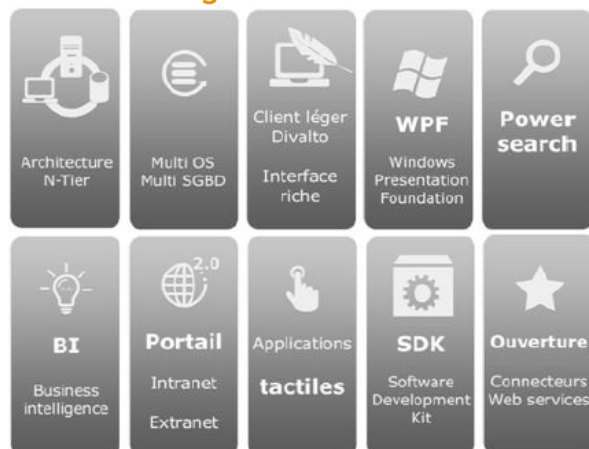 Architecture
N-Tier
Multi OS
Multi SGBD
Client léger
Divalto
Interface
riche
WPF
Windows
Presentation
Foundation
Power
search
BI
Business
intelligence
2.0
Portail
Intranet
Extranet
Applications
tactiles
SDK
Software
Development
Kit
Ouverture
Connecteurs
Web services